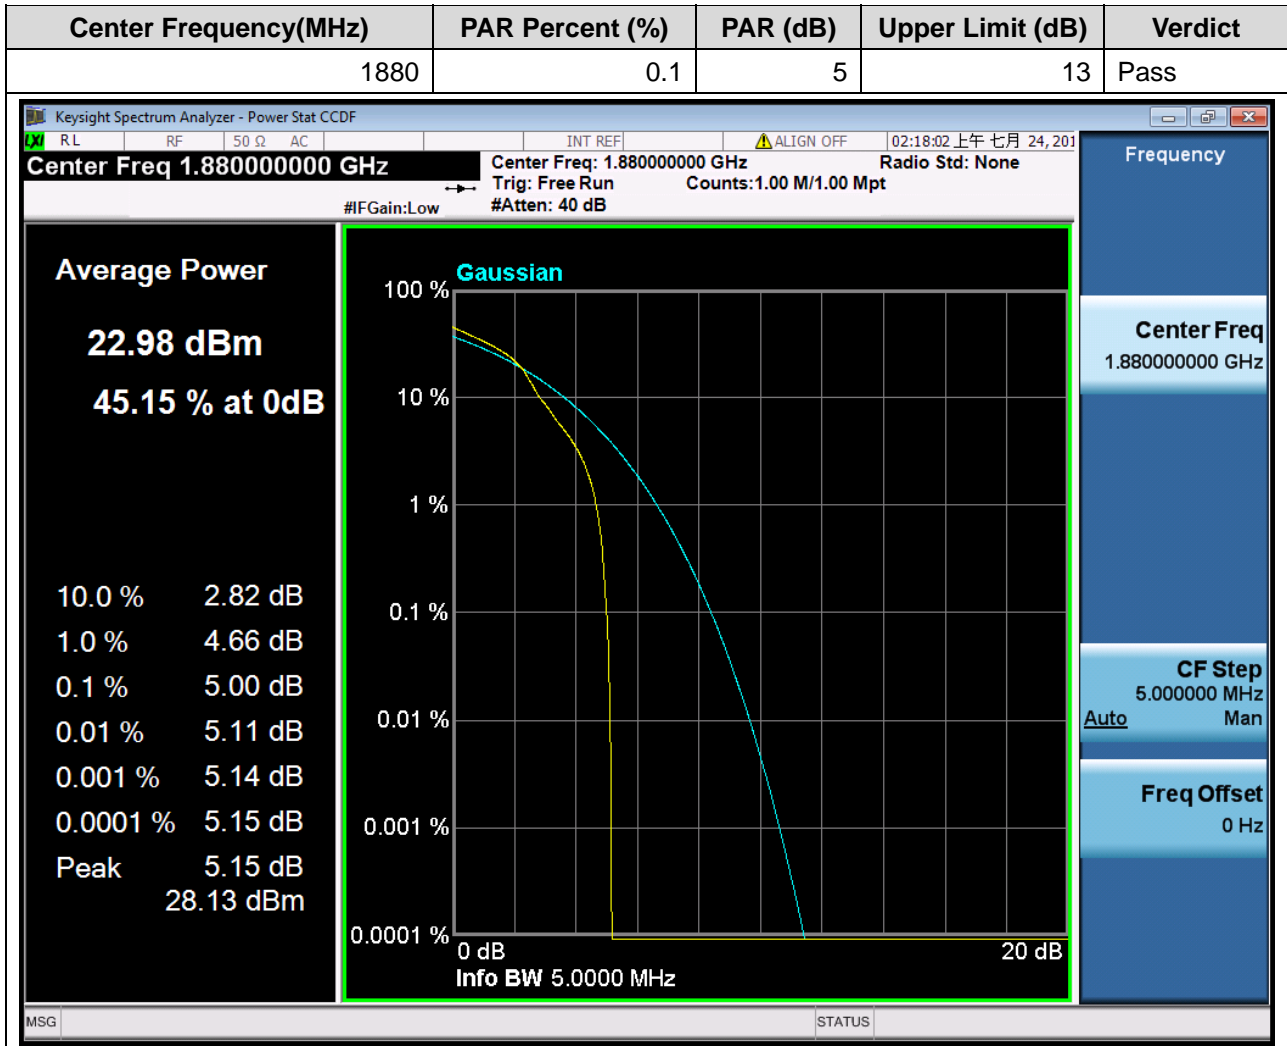 Center Frequency(MHz) PAR Percent (%) PAR (dB) Upper Limit (dB) Verdict
1880 0.1 5 13 Pass
Keysight Spectrum Analyzer - Power Stat CCDF
LXI RL RF 50 Ω AC INT REF ALIGN OFF 02:18:02 上午 七月 24, 201
Center Freq 1.880000000 GHz
#IFGain:Low
Center Freq: 1.880000000 GHz Radio Std: None
Trig: Free Run Counts:1.00 M/1.00 Mpt
#Atten: 40 dB
Average Power
22.98 dBm
45.15 % at 0dB
10.0 % 2.82 dB
1.0 % 4.66 dB
0.1 % 5.00 dB
0.01 % 5.11 dB
0.001 % 5.14 dB
0.0001 % 5.15 dB
Peak 5.15 dB
28.13 dBm
Gaussian
100 %
10 %
1 %
0.1 %
0.01 %
0.001 %
0.0001 %
0 dB 20 dB
Info BW 5.0000 MHz
Frequency
Center Freq
1.880000000 GHz
CF Step
5.000000 MHz
Auto Man
Freq Offset
0 Hz
MSG STATUS